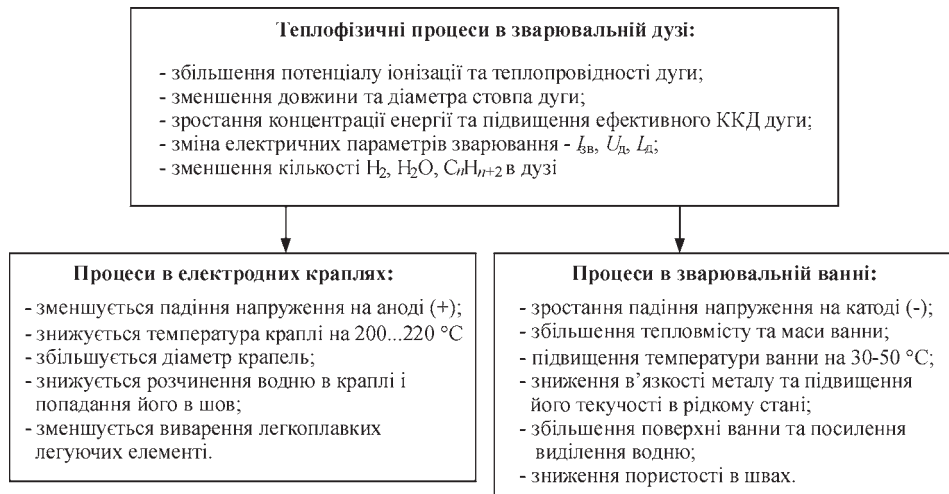 Теплофізичні процеси в зварювальній дузі:
- збільшення потенціалу іонізації та теплопровідності дуги;
- зменшення довжини та діаметра стовпа дуги;
- зростання концентрації енергії та підвищення ефективного ККД дуги;
- зміна електричних параметрів зварювання - Iзв, Uд, Lд;
- зменшення кількості H2, H2O, CnHn+2 в дузі
Процеси в електродних краплях:
- зменшується падіння напруження на аноді (+);
- знижується температура краплі на 200...220 °C
- збільшується діаметр крапель;
- знижується розчинення водню в краплі і
попадання його в шов;
- зменшується виварення легкоплавких
легуючих елементі.
Процеси в зварювальній ванні:
- зростання падіння напруження на катоді (-);
- збільшення тепловмісту та маси ванни;
- підвищення температури ванни на 30-50 °C;
- зниження в’язкості металу та підвищення
його текучості в рідкому стані;
- збільшення поверхні ванни та посилення
виділення водню;
- зниження пористості в швах.